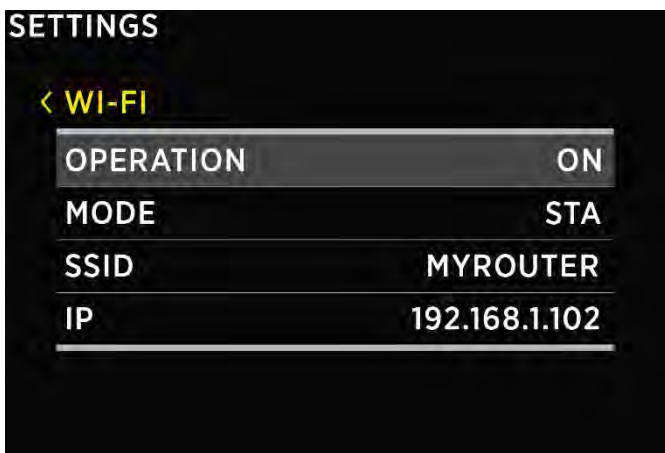 SETTINGS
< WI-FI
OPERATION ON
MODE STA
SSID MYROUTER
IP 192.168.1.102